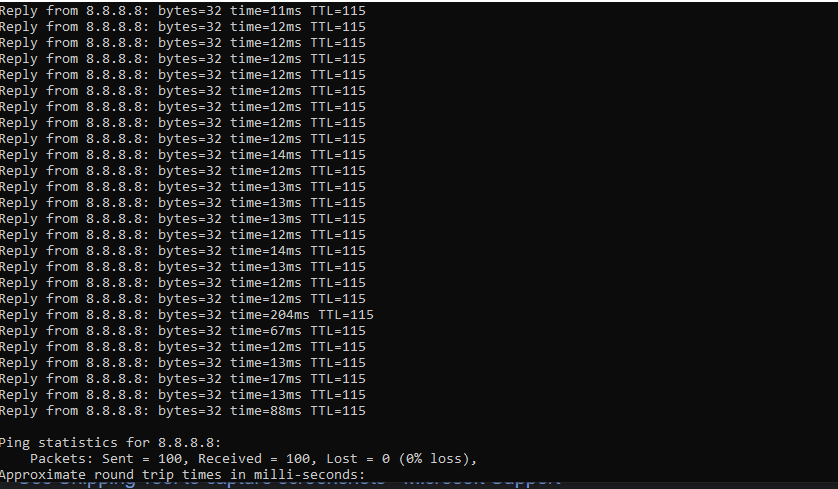 Reply from 8.8.8.8: bytes=32 time=11ms TTL=115
Reply from 8.8.8.8: bytes=32 time=12ms TTL=115
Reply from 8.8.8.8: bytes=32 time=12ms TTL=115
Reply from 8.8.8.8: bytes=32 time=12ms TTL=115
Reply from 8.8.8.8: bytes=32 time=12ms TTL=115
Reply from 8.8.8.8: bytes=32 time=12ms TTL=115
Reply from 8.8.8.8: bytes=32 time=12ms TTL=115
Reply from 8.8.8.8: bytes=32 time=12ms TTL=115
Reply from 8.8.8.8: bytes=32 time=12ms TTL=115
Reply from 8.8.8.8: bytes=32 time=14ms TTL=115
Reply from 8.8.8.8: bytes=32 time=12ms TTL=115
Reply from 8.8.8.8: bytes=32 time=13ms TTL=115
Reply from 8.8.8.8: bytes=32 time=13ms TTL=115
Reply from 8.8.8.8: bytes=32 time=13ms TTL=115
Reply from 8.8.8.8: bytes=32 time=12ms TTL=115
Reply from 8.8.8.8: bytes=32 time=14ms TTL=115
Reply from 8.8.8.8: bytes=32 time=13ms TTL=115
Reply from 8.8.8.8: bytes=32 time=12ms TTL=115
Reply from 8.8.8.8: bytes=32 time=12ms TTL=115
Reply from 8.8.8.8: bytes=32 time=204ms TTL=115
Reply from 8.8.8.8: bytes=32 time=67ms TTL=115
Reply from 8.8.8.8: bytes=32 time=12ms TTL=115
Reply from 8.8.8.8: bytes=32 time=13ms TTL=115
Reply from 8.8.8.8: bytes=32 time=17ms TTL=115
Reply from 8.8.8.8: bytes=32 time=13ms TTL=115
Reply from 8.8.8.8: bytes=32 time=88ms TTL=115
Ping statistics for 8.8.8.8:
Packets: Sent = 100, Received = 100, Lost = 0 (0% loss),
Approximate round trip times in milli-seconds: